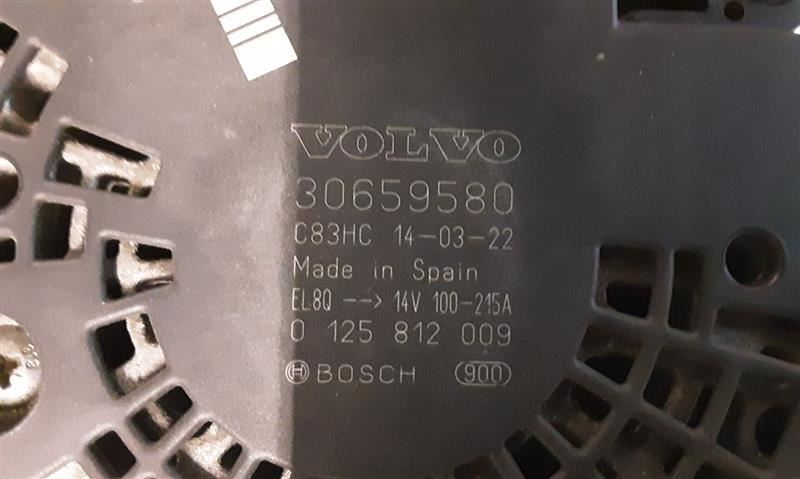 VOLVO
30659580
C83HC 14-03-22
Made in Spain
EL8Q --> 14V 100-215A
0 125 812 009
BOSCH 900